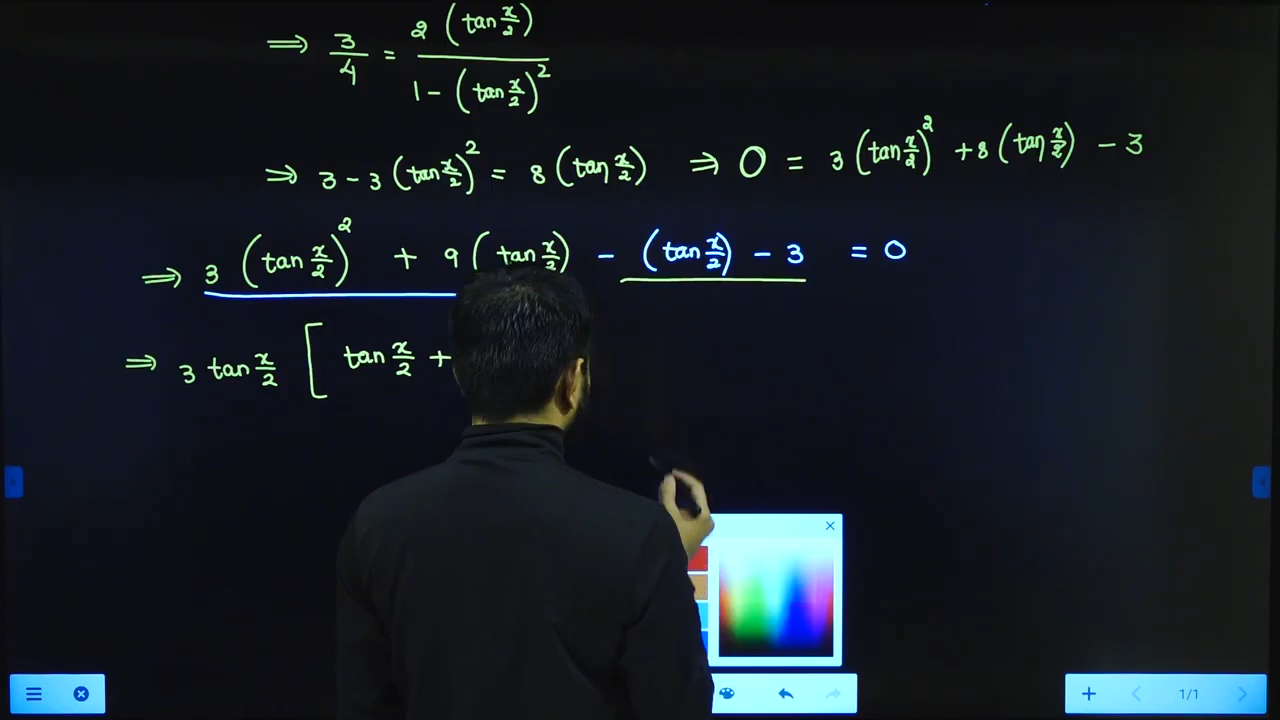 ⟹ 3/4 = 2 (tan x/2) / 1 - (tan x/2)^2
⟹ 3 - 3 (tan x/2)^2 = 8 (tan x/2) ⟹ 0 = 3 (tan x/2)^2 + 8 (tan x/2) - 3
⟹ 3 (tan x/2)^2 + 9 (tan x/2) - (tan x/2) - 3 = 0
⟹ 3 tan x/2 [ tan x/2 +
1/1